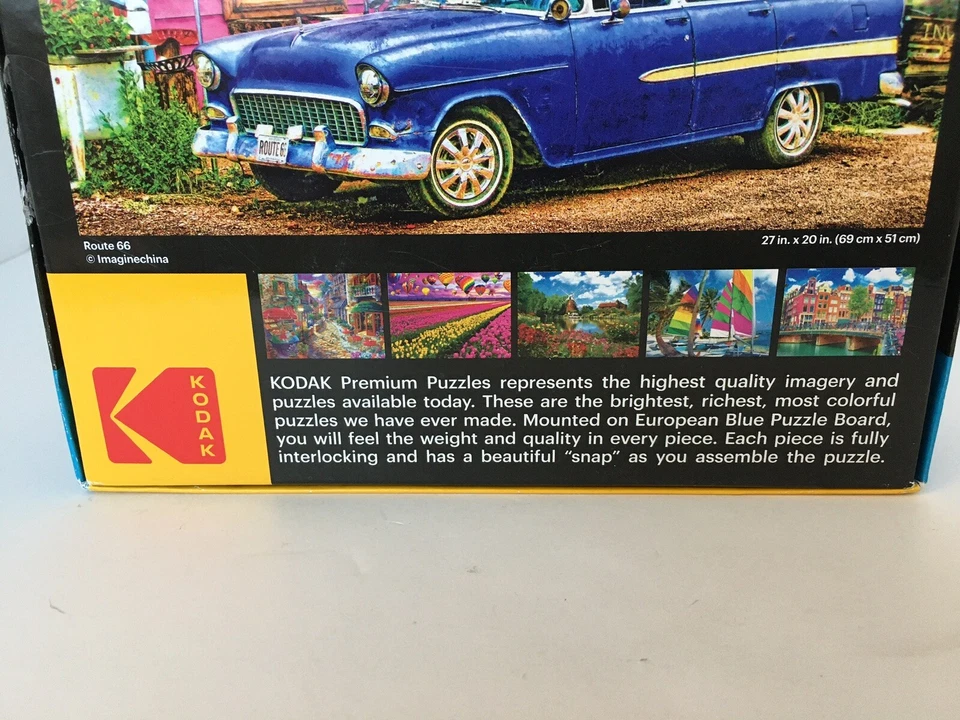 INN
ROUTE 66
Route 66
© Imaginechina
27 in. x 20 in. (69 cm x 51 cm)
KODAK
KODAK Premium Puzzles represents the highest quality imagery and
puzzles available today. These are the brightest, richest, most colorful
puzzles we have ever made. Mounted on European Blue Puzzle Board,
you will feel the weight and quality in every piece. Each piece is fully
interlocking and has a beautiful “snap” as you assemble the puzzle.